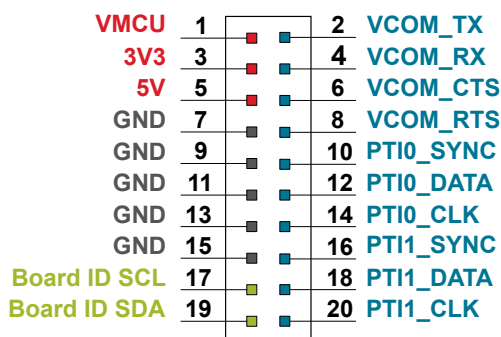 VMCU 1 2 VCOM_TX
3V3 3 4 VCOM_RX
5V 5 6 VCOM_CTS
GND 7 8 VCOM_RTS
GND 9 10 PTI0_SYNC
GND 11 12 PTI0_DATA
GND 13 14 PTI0_CLK
GND 15 16 PTI1_SYNC
Board ID SCL 17 18 PTI1_DATA
Board ID SDA 19 20 PTI1_CLK